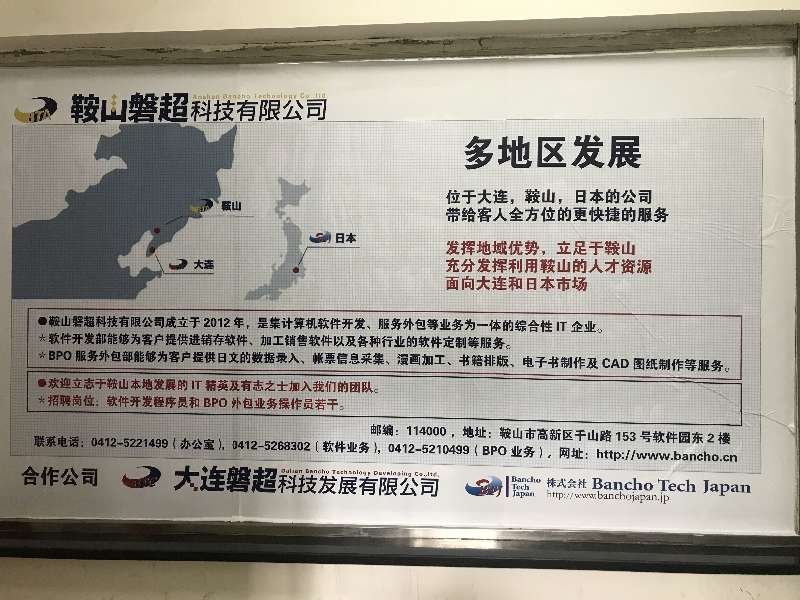 Anshan Bancho Technology Co.,ltd
鞍山磐超科技有限公司
多地区发展
位于大连，鞍山，日本的公司
带给客人全方位的更快捷的服务
鞍山
日本
大连
发挥地域优势，立足于鞍山
充分发挥利用鞍山的人才资源
面向大连和日本市场
●鞍山磐超科技有限公司成立于2012年，是集计算机软件开发、服务外包等业务为一体的综合性IT企业。
*软件开发部能够为客户提供进销存软件、加工销售软件以及各种行业的软件定制等服务。
*BPO服务外包部能够为客户提供日文的数据录入、帐票信息采集、漫画加工、书籍排版、电子书制作及CAD图纸制作等服务。
●欢迎立志于鞍山本地发展的IT精英及有志之士加入我们的团队。
*招聘岗位：软件开发程序员和BPO外包业务操作员若干。
邮编：114000，地址：鞍山市高新区千山路153号软件园东2楼
联系电话：0412-5221499（办公室），0412-5268302（软件业务），0412-5210499（BPO业务），网址：http://www.bancho.cn
合作公司
Dalian Bancho Technology Developing Co.,ltd.
大连磐超科技发展有限公司
Bancho
Tech
Japan
株式会社 Bancho Tech Japan
http://www.banchojapan.jp